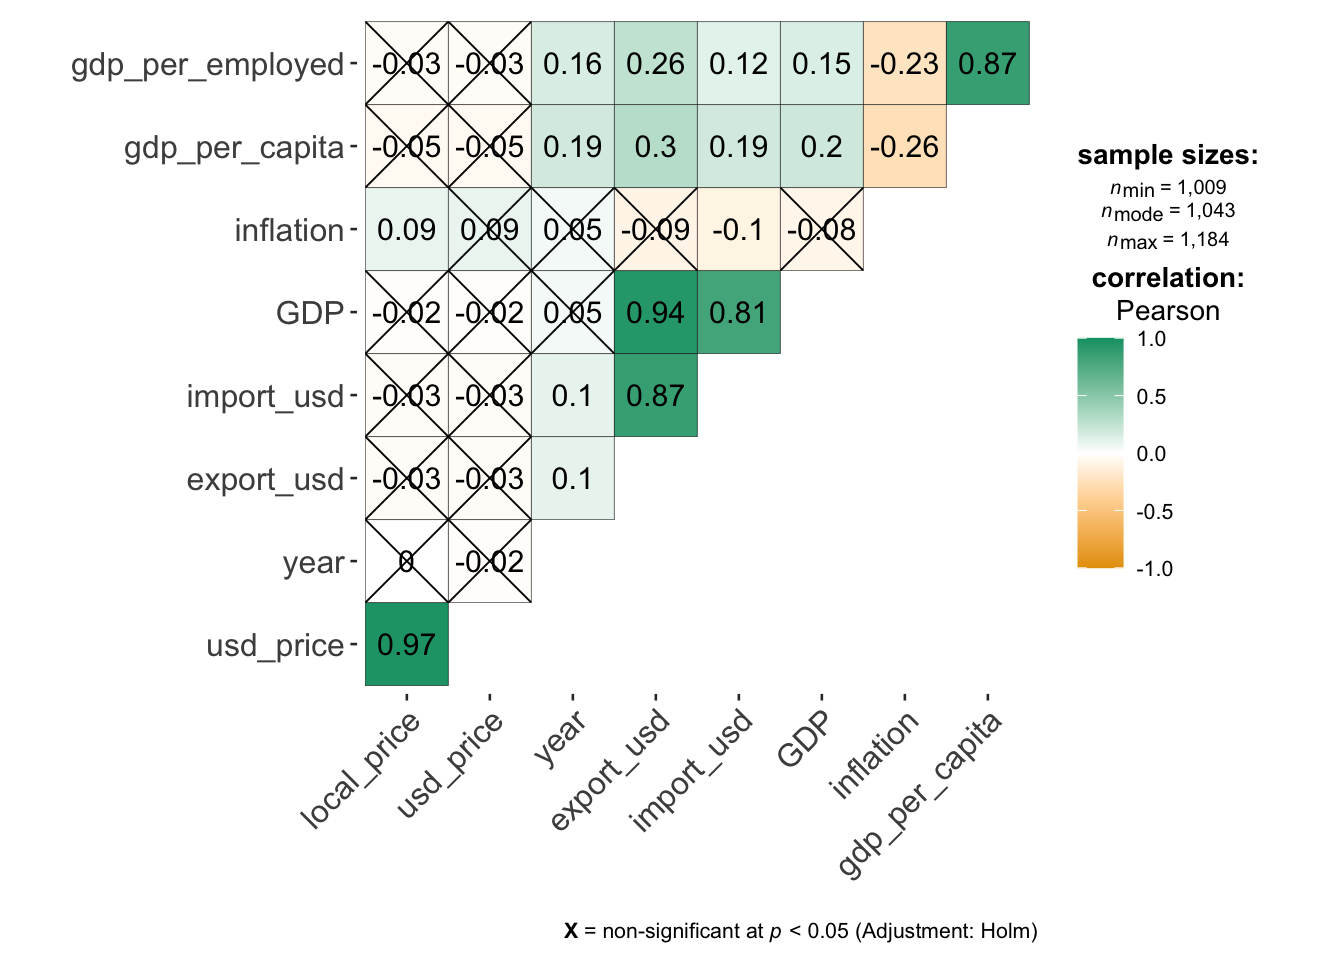 gdp_per_employed -0.03 -0.03 0.16 0.26 0.12 0.15 -0.23 0.87
gdp_per_capita -0.05 -0.05 0.19 0.3 0.19 0.2 -0.26
inflation 0.09 0.09 0.05 -0.09 -0.1 -0.08
GDP -0.02 -0.02 0.05 0.94 0.81
import_usd -0.03 -0.03 0.1 0.87
export_usd -0.03 -0.03 0.1
year 0 -0.02
usd_price 0.97
local_price
usd_price
year
export_usd
import_usd
GDP
inflation
gdp_per_capita
sample sizes:
nmin = 1,009
nmode = 1,043
nmax = 1,184
correlation:
Pearson
1.0
0.5
0.0
-0.5
-1.0
X = non-significant at p < 0.05 (Adjustment: Holm)